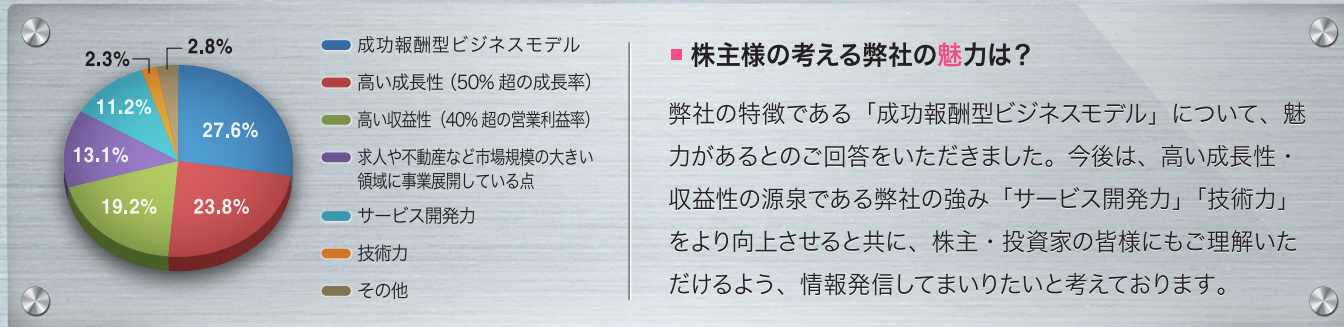 2.3%
2.8%
11.2%
27.6%
13.1%
19.2%
23.8%
成功報酬型ビジネスモデル
高い成長性（50% 超の成長率）
高い収益性（40% 超の営業利益率）
求人や不動産など市場規模の大きい
領域に事業展開している点
サービス開発力
技術力
その他
■ 株主様の考える弊社の魅力は？
弊社の特徴である「成功報酬型ビジネスモデル」について、魅
力があるとのご回答をいただきました。今後は、高い成長性・
収益性の源泉である弊社の強み「サービス開発力」「技術力」
をより向上させると共に、株主・投資家の皆様にもご理解いた
だけるよう、情報発信してまいりたいと考えております。